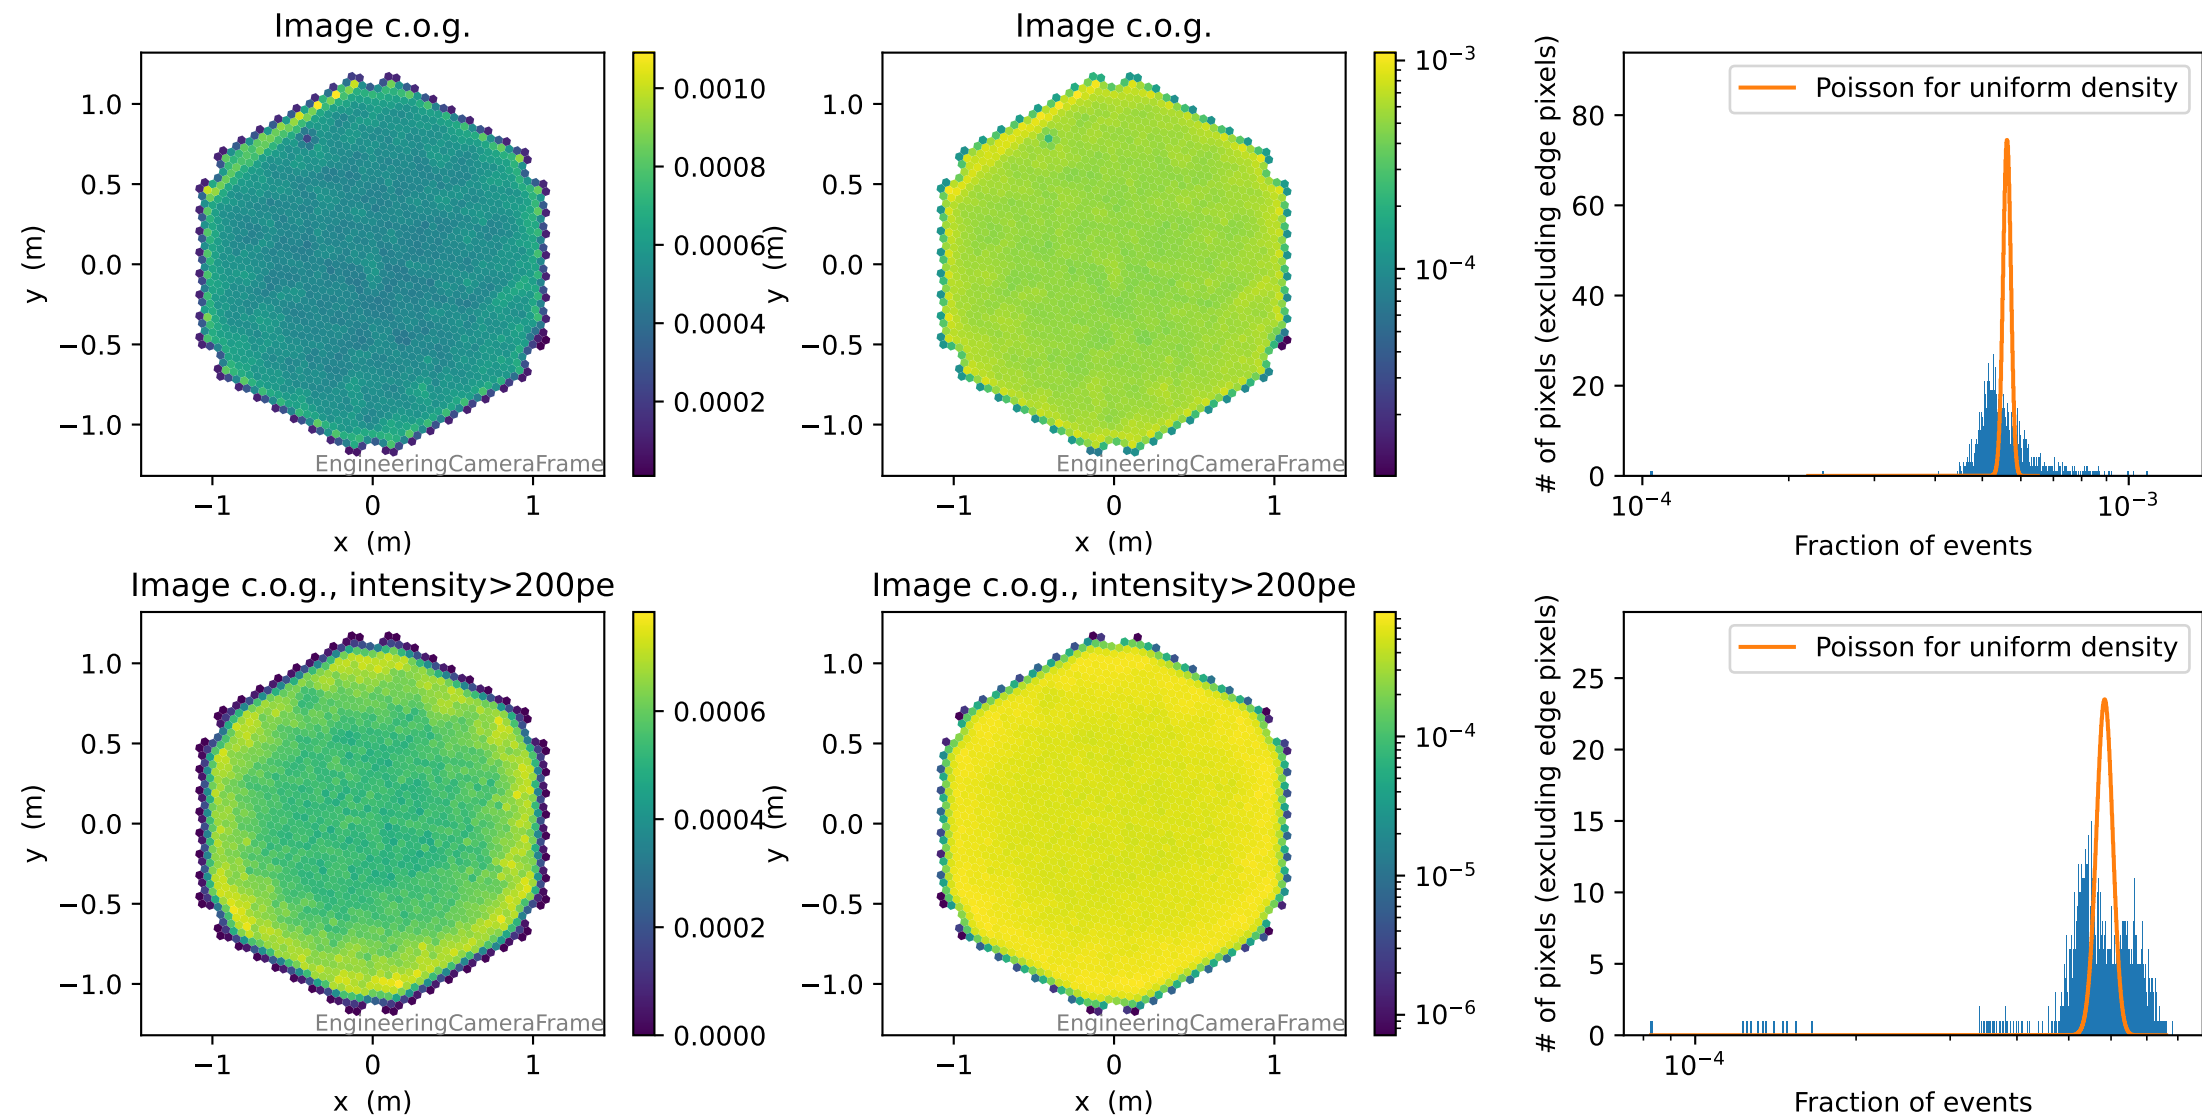 Image c.o.g.
1.0
0.5
0.0
−0.5
−1.0
y (m)
−1
0
1
x (m)
EngineeringCameraFrame
0.0010
0.0008
0.0006
0.0004
0.0002
Image c.o.g.
1.0
0.5
0.0
−0.5
−1.0
y (m)
−1
0
1
x (m)
EngineeringCameraFrame
10⁻³
10⁻⁴
Poisson for uniform density
80
60
40
20
0
# of pixels (excluding edge pixels)
10⁻⁴
10⁻³
Fraction of events
Image c.o.g., intensity>200pe
1.0
0.5
0.0
−0.5
−1.0
y (m)
−1
0
1
x (m)
EngineeringCameraFrame
0.0006
0.0004
0.0002
0.0000
Image c.o.g., intensity>200pe
1.0
0.5
0.0
−0.5
−1.0
y (m)
−1
0
1
x (m)
EngineeringCameraFrame
10⁻⁴
10⁻⁵
10⁻⁶
Poisson for uniform density
25
20
15
10
5
0
# of pixels (excluding edge pixels)
10⁻⁴
Fraction of events